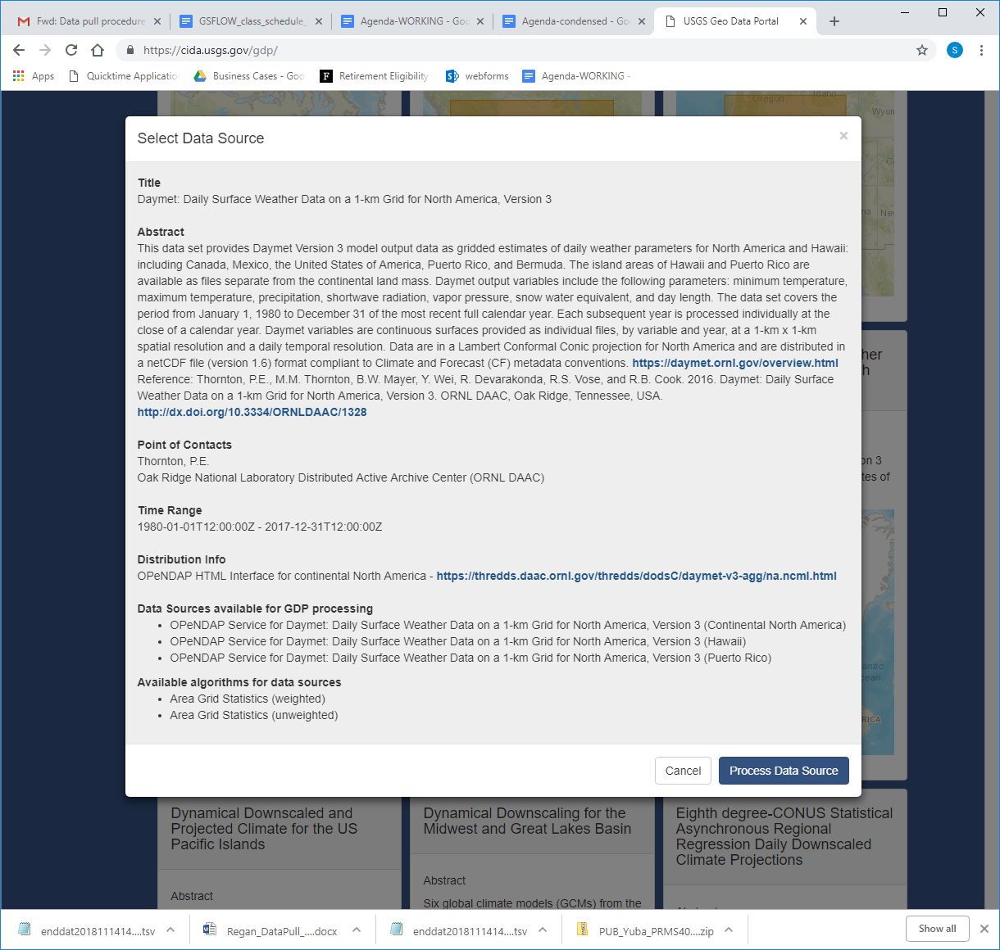 Fwd: Data pull procedure
GSFLOW_class_schedule_
Agenda-WORKING - Goo
Agenda-condensed - Go
USGS Geo Data Portal
https://cida.usgs.gov/gdp/
S
Apps
Quicktime Applicatio
Business Cases - Goo
F Retirement Eligibility
webforms
Agenda-WORKING -
Oregon
Idaho
Wyom
Select Data Source
×
Title
Daymet: Daily Surface Weather Data on a 1-km Grid for North America, Version 3
Abstract
This data set provides Daymet Version 3 model output data as gridded estimates of daily weather parameters for North America and Hawaii:
including Canada, Mexico, the United States of America, Puerto Rico, and Bermuda. The island areas of Hawaii and Puerto Rico are
available as files separate from the continental land mass. Daymet output variables include the following parameters: minimum temperature,
maximum temperature, precipitation, shortwave radiation, vapor pressure, snow water equivalent, and day length. The data set covers the
period from January 1, 1980 to December 31 of the most recent full calendar year. Each subsequent year is processed individually at the
close of a calendar year. Daymet variables are continuous surfaces provided as individual files, by variable and year, at a 1-km x 1-km
spatial resolution and a daily temporal resolution. Data are in a Lambert Conformal Conic projection for North America and are distributed in
a netCDF file (version 1.6) format compliant to Climate and Forecast (CF) metadata conventions. https://daymet.ornl.gov/overview.html
Reference: Thornton, P.E., M.M. Thornton, B.W. Mayer, Y. Wei, R. Devarakonda, R.S. Vose, and R.B. Cook. 2016. Daymet: Daily Surface
Weather Data on a 1-km Grid for North America, Version 3. ORNL DAAC, Oak Ridge, Tennessee, USA.
http://dx.doi.org/10.3334/ORNLDAAC/1328
Point of Contacts
Thornton, P.E.
Oak Ridge National Laboratory Distributed Active Archive Center (ORNL DAAC)
Time Range
1980-01-01T12:00:00Z - 2017-12-31T12:00:00Z
Distribution Info
OPeNDAP HTML Interface for continental North America - https://thredds.daac.ornl.gov/thredds/dodsC/daymet-v3-agg/na.ncml.html
Data Sources available for GDP processing
• OPeNDAP Service for Daymet: Daily Surface Weather Data on a 1-km Grid for North America, Version 3 (Continental North America)
• OPeNDAP Service for Daymet: Daily Surface Weather Data on a 1-km Grid for North America, Version 3 (Hawaii)
• OPeNDAP Service for Daymet: Daily Surface Weather Data on a 1-km Grid for North America, Version 3 (Puerto Rico)
Available algorithms for data sources
• Area Grid Statistics (weighted)
• Area Grid Statistics (unweighted)
Cancel
Process Data Source
na
Nev
her
h
on 3
tes of
antic
cean
RICA
Dynamical Downscaled and
Projected Climate for the US
Pacific Islands
Abstract
Dynamical Downscaling for the
Midwest and Great Lakes Basin
Abstract
Six global climate models (GCMs) from the
Eighth degree-CONUS Statistical
Asynchronous Regional
Regression Daily Downscaled
Climate Projections
enddat2018111414....tsv
Regan_DataPull_....docx
enddat2018111414....tsv
PUB_Yuba_PRMS40....zip
Show all